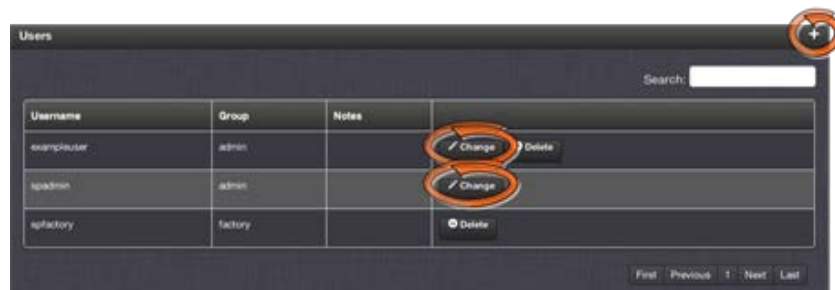 Users
+
Search:
Username Group Notes
exampleuser admin Change Delete
spadmin admin Change
spfactory factory Delete
First Previous 1 Next Last